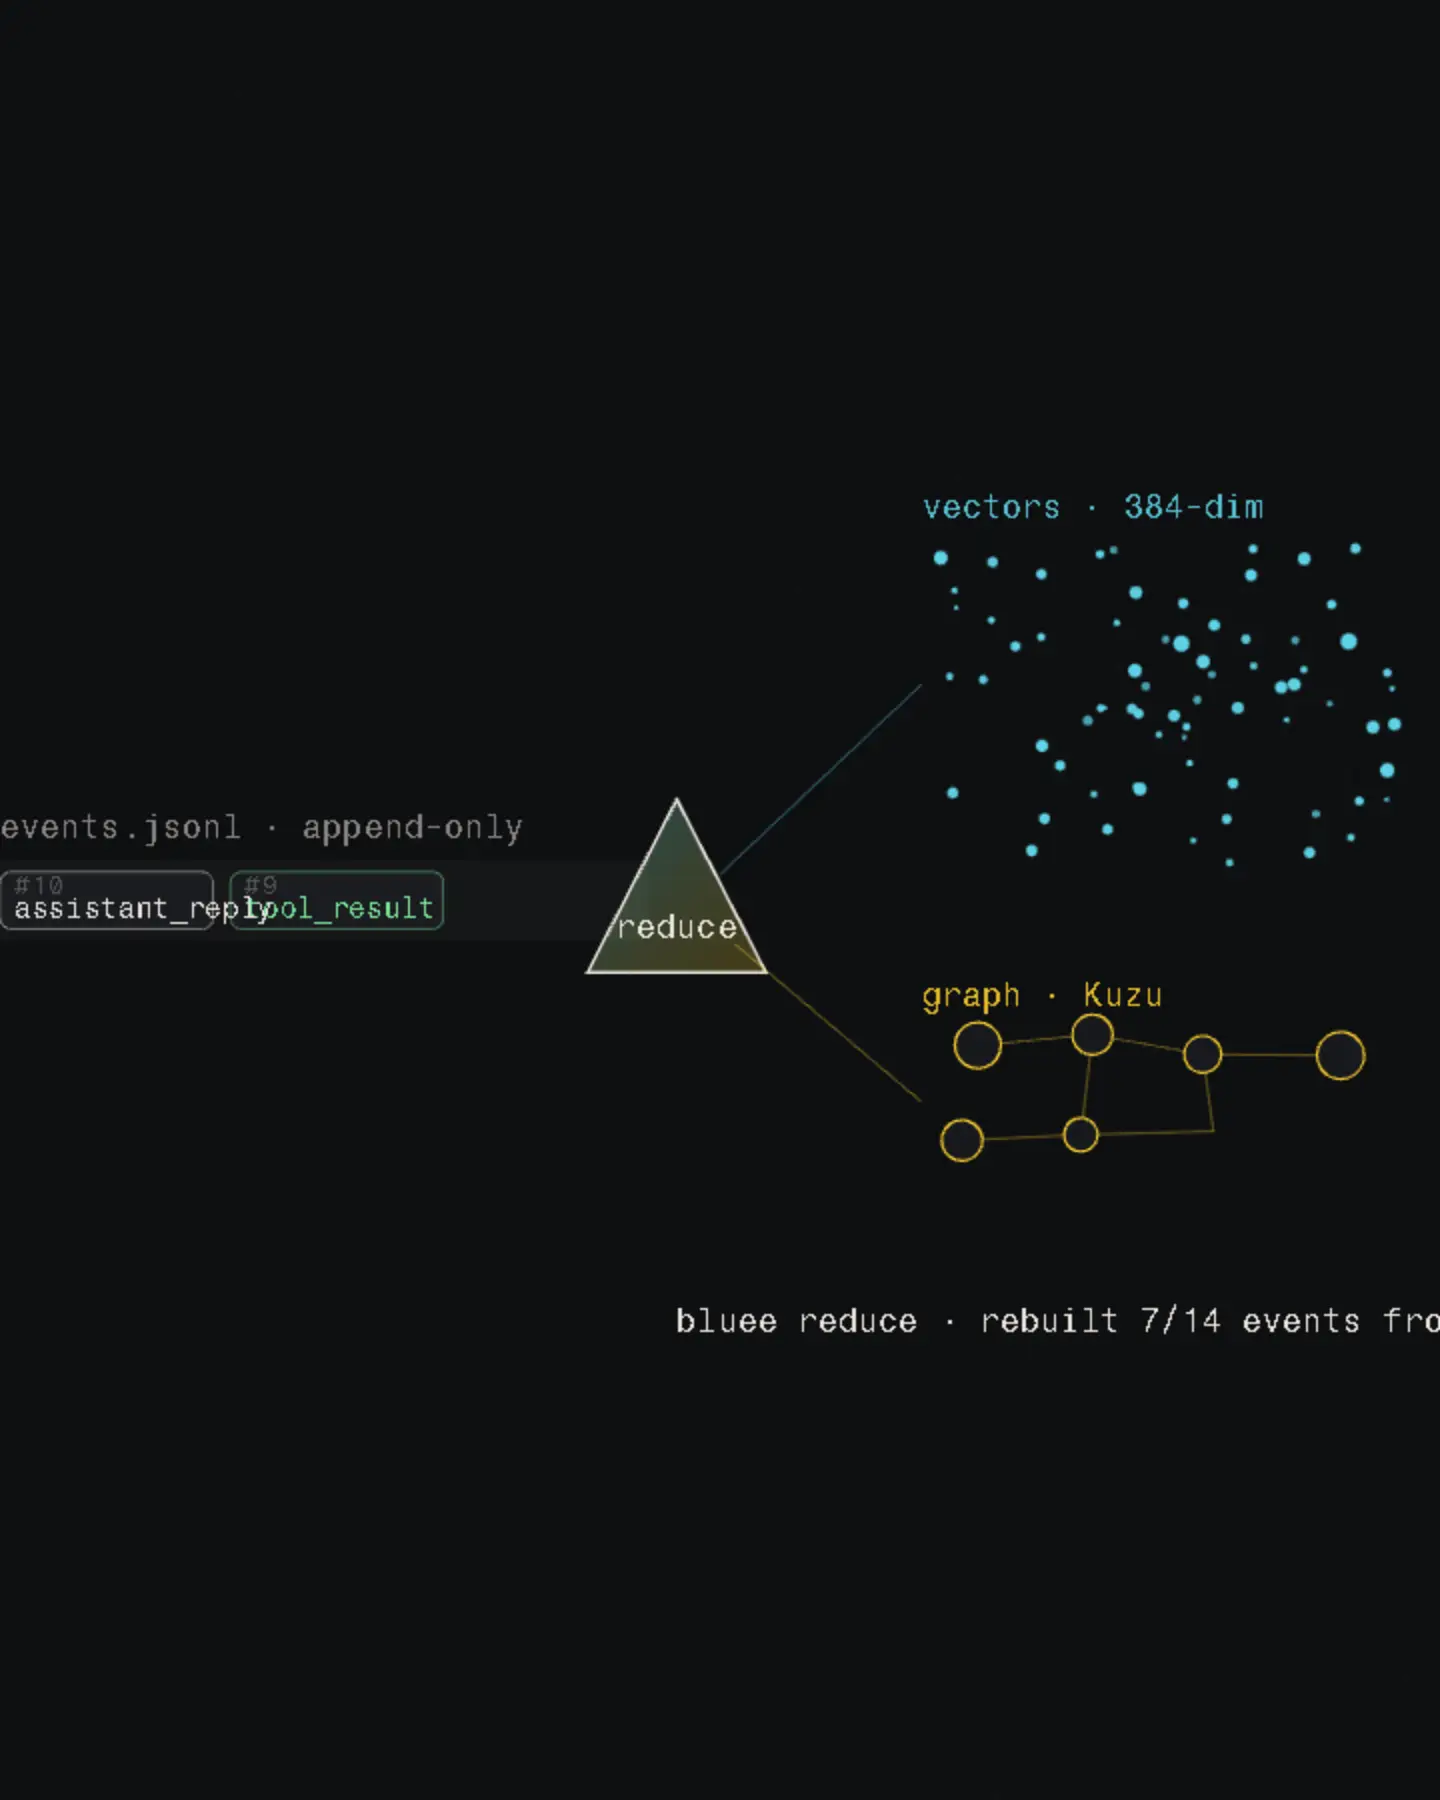 vectors · 384-dim
events.jsonl · append-only
#10
assistant_reply
#9
tool_result
reduce
graph · Kuzu
bluee reduce · rebuilt 7/14 events fro